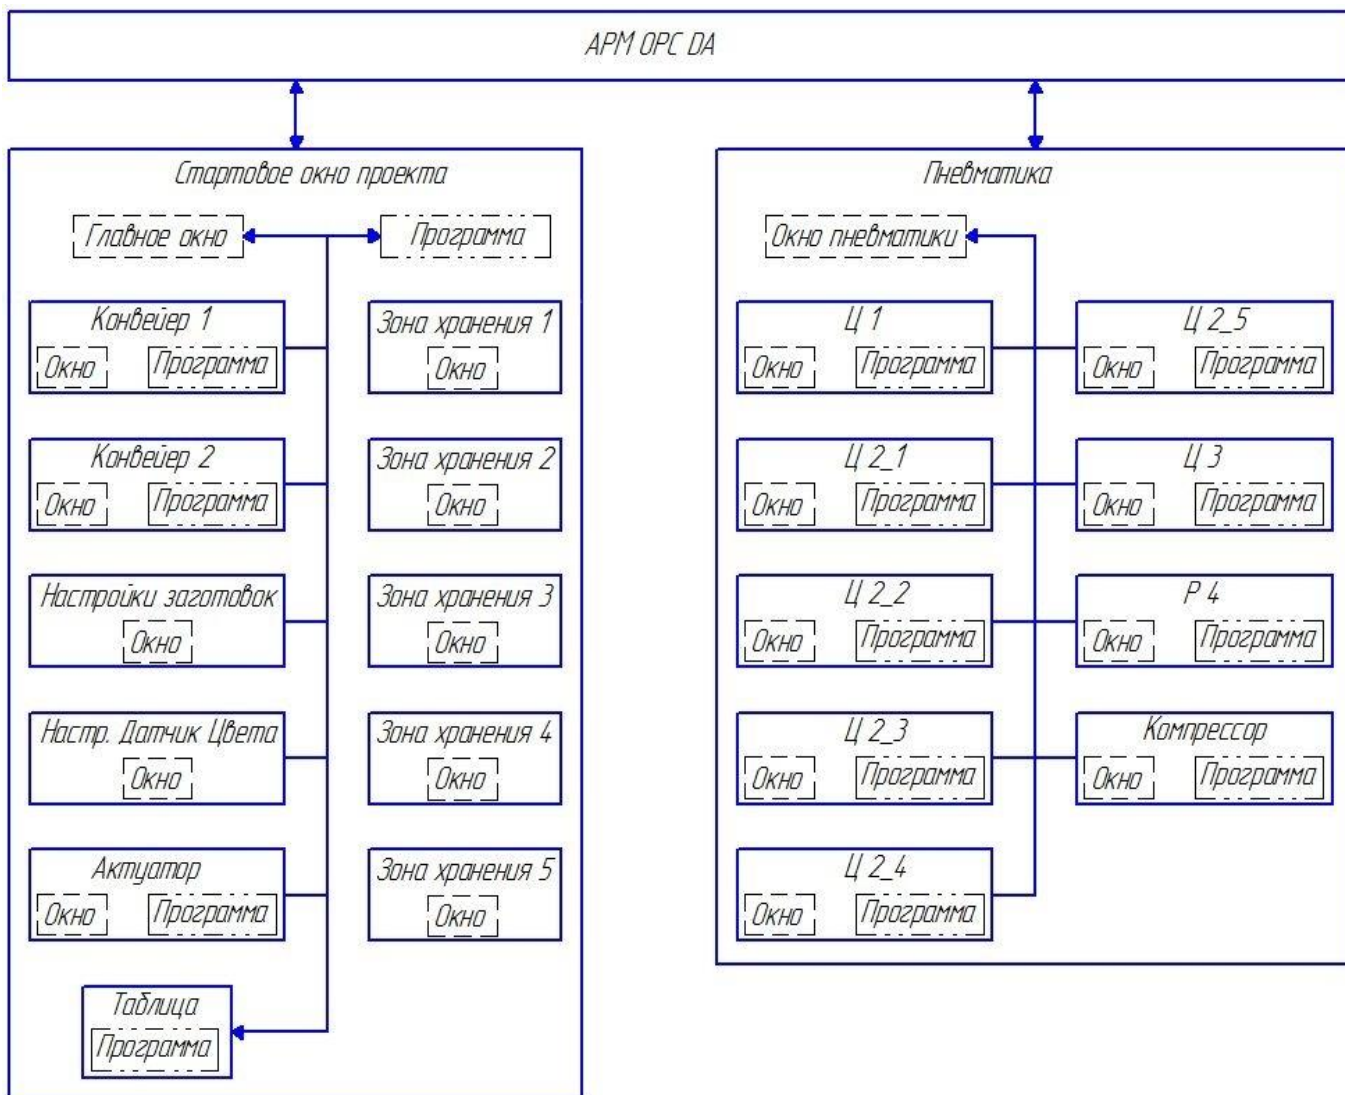 АРМ OPC DA
Стартовое окно проекта
Главное окно
Программа
Конвейер 1
Окно
Программа
Зона хранения 1
Окно
Конвейер 2
Окно
Программа
Зона хранения 2
Окно
Настройки заготовок
Окно
Зона хранения 3
Окно
Настр. Датчик Цвета
Окно
Зона хранения 4
Окно
Актуатор
Окно
Программа
Зона хранения 5
Окно
Таблица
Программа
Пневматика
Окно пневматики
Ц 1
Окно
Программа
Ц 2_5
Окно
Программа
Ц 2_1
Окно
Программа
Ц 3
Окно
Программа
Ц 2_2
Окно
Программа
Р 4
Окно
Программа
Ц 2_3
Окно
Программа
Компрессор
Окно
Программа
Ц 2_4
Окно
Программа